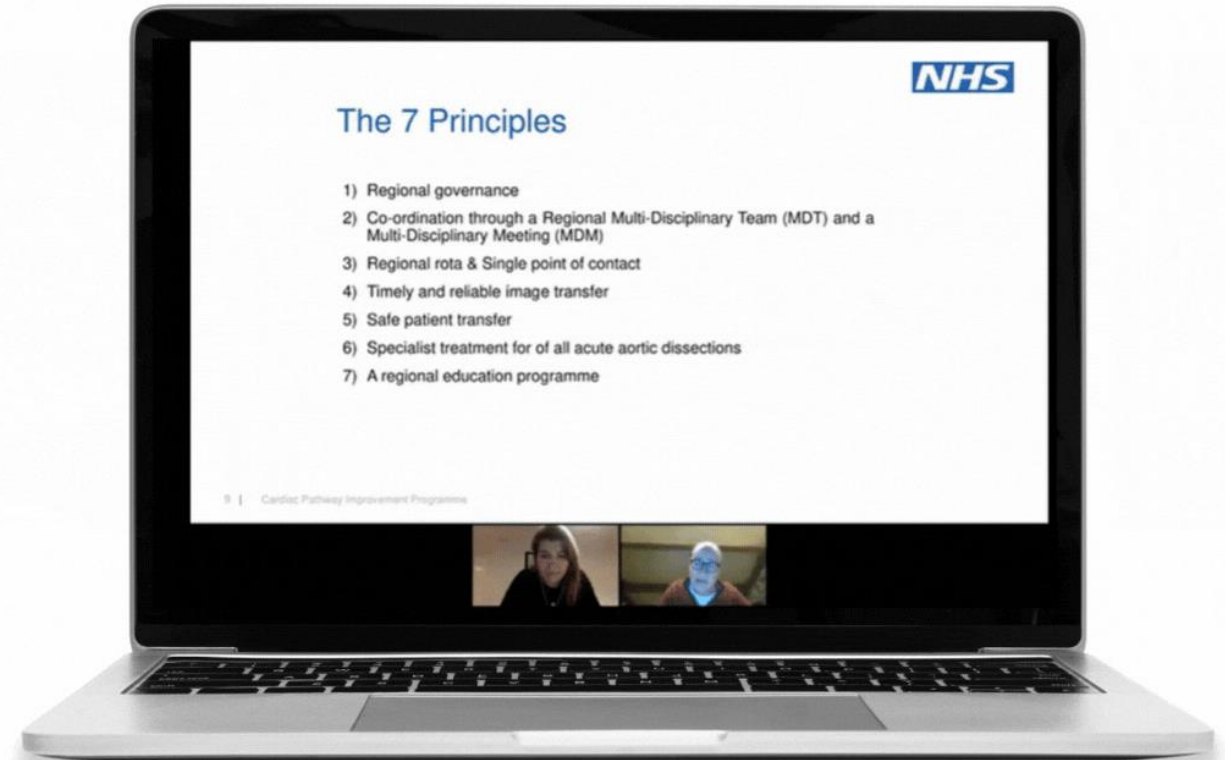 NHS
The 7 Principles
1) Regional governance
2) Co-ordination through a Regional Multi-Disciplinary Team (MDT) and a
Multi-Disciplinary Meeting (MDM)
3) Regional rota & Single point of contact
4) Timely and reliable image transfer
5) Safe patient transfer
6) Specialist treatment for of all acute aortic dissections
7) A regional education programme
9 | Cardiac Pathway Improvement Programme